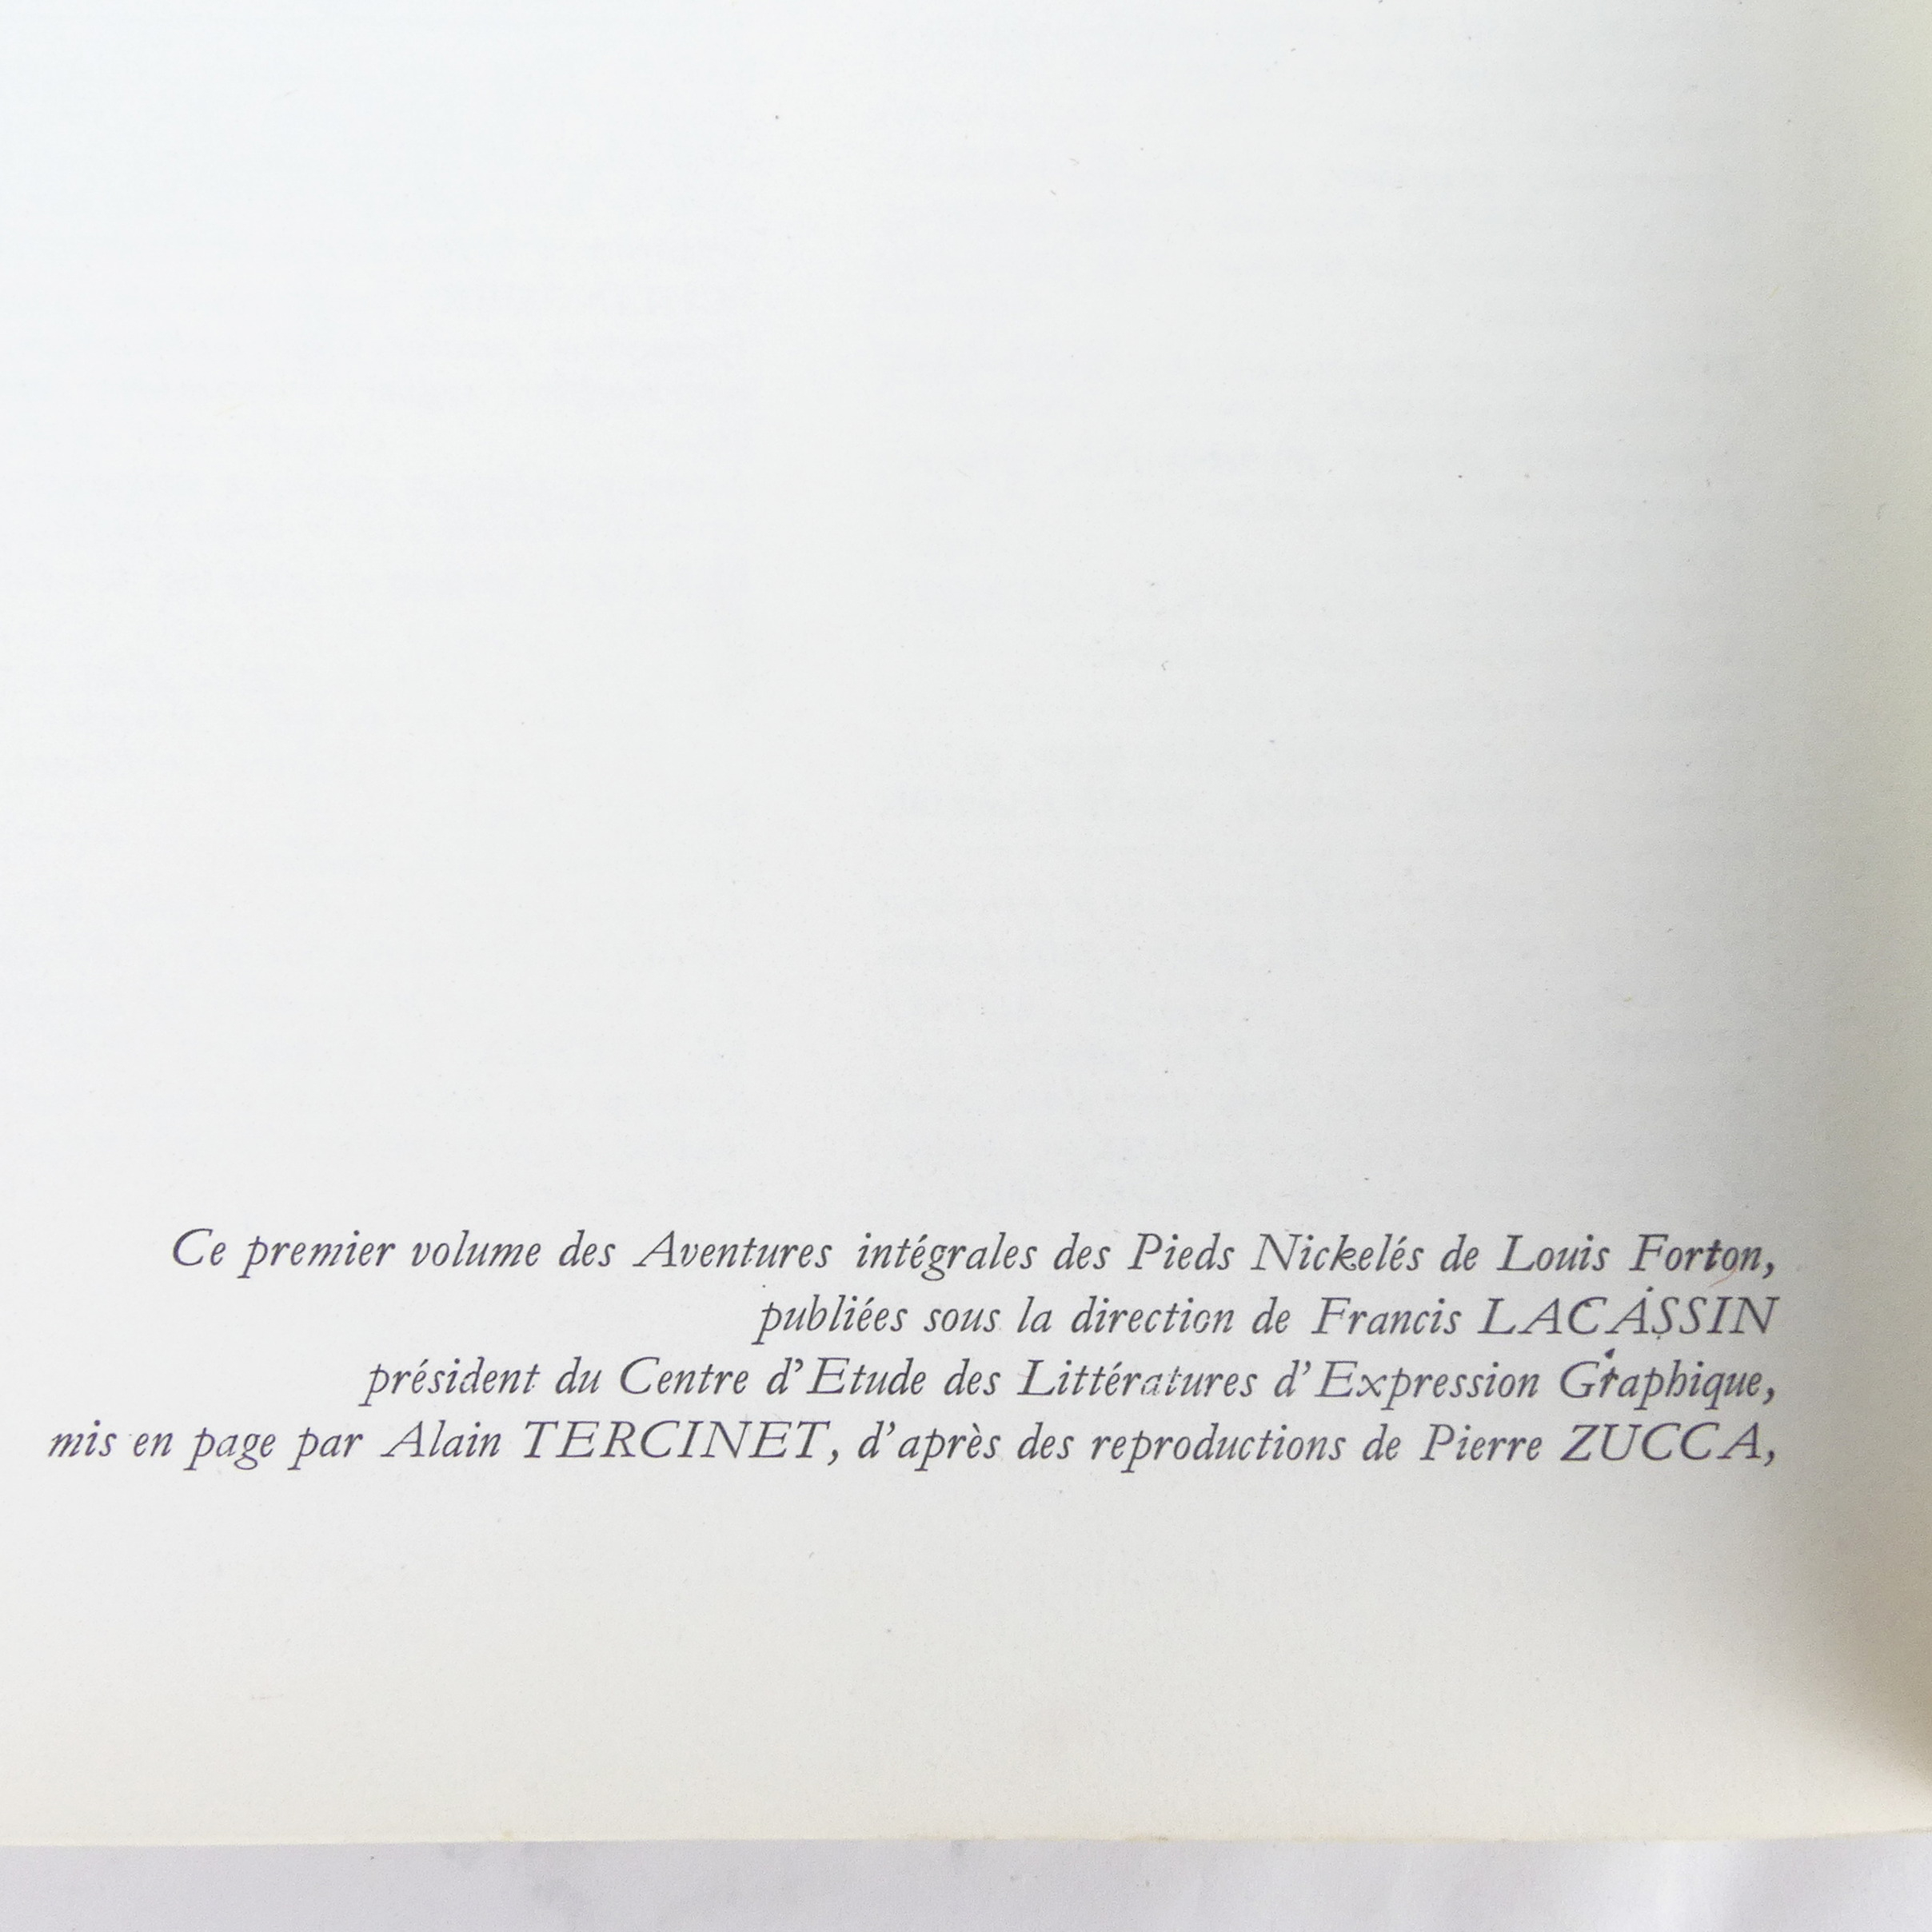 Ce premier volume des Aventures intégrales des Pieds Nickelés de Louis Forton,
publiées sous la direction de Francis LACASSIN
président du Centre d'Etude des Littératures d'Expression Graphique,
mis en page par Alain TERCINET, d'après des reproductions de Pierre ZUCCA,